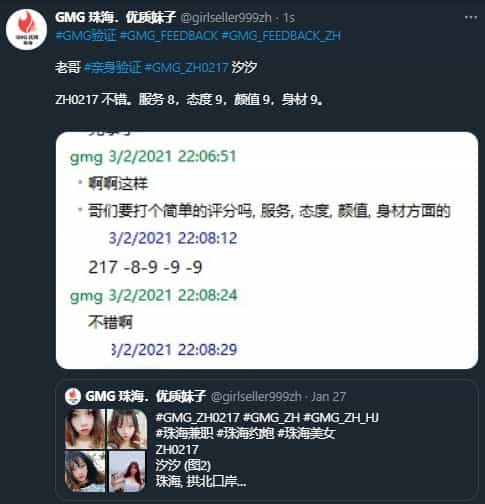 GMG 珠海．优质妹子 @girlseller999zh · 1s
#GMG验证 #GMG_FEEDBACK #GMG_FEEDBACK_ZH
老哥 #亲身验证 #GMG_ZH0217 汐汐
ZH0217 不错。服务 8，态度 9，颜值 9，身材 9。
gmg 3/2/2021 22:06:51
啊啊这样
哥们要打个简单的评分吗, 服务, 态度, 颜值, 身材方面的
3/2/2021 22:08:12
217 -8-9 -9 -9
gmg 3/2/2021 22:08:24
不错啊
3/2/2021 22:08:29
GMG 珠海．优质妹子 @girlseller999zh · Jan 27
#GMG_ZH0217 #GMG_ZH #GMG_ZH_HJ
#珠海兼职 #珠海约炮 #珠海美女
ZH0217
汐汐 (图2)
珠海, 拱北口岸...